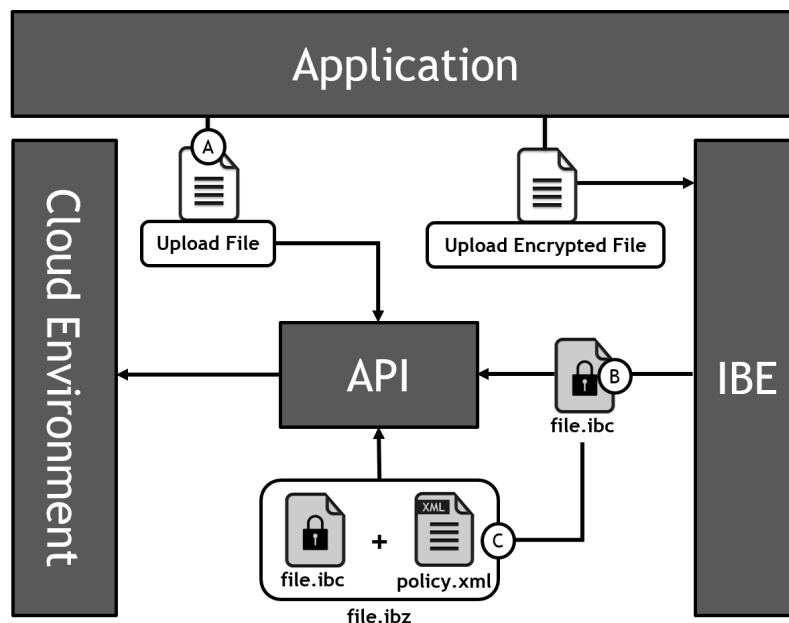 Application
A
Upload File
Upload Encrypted File
Cloud Environment
API
B
file.ibc
IBE
XML
C
+
file.ibc
policy.xml
file.ibz